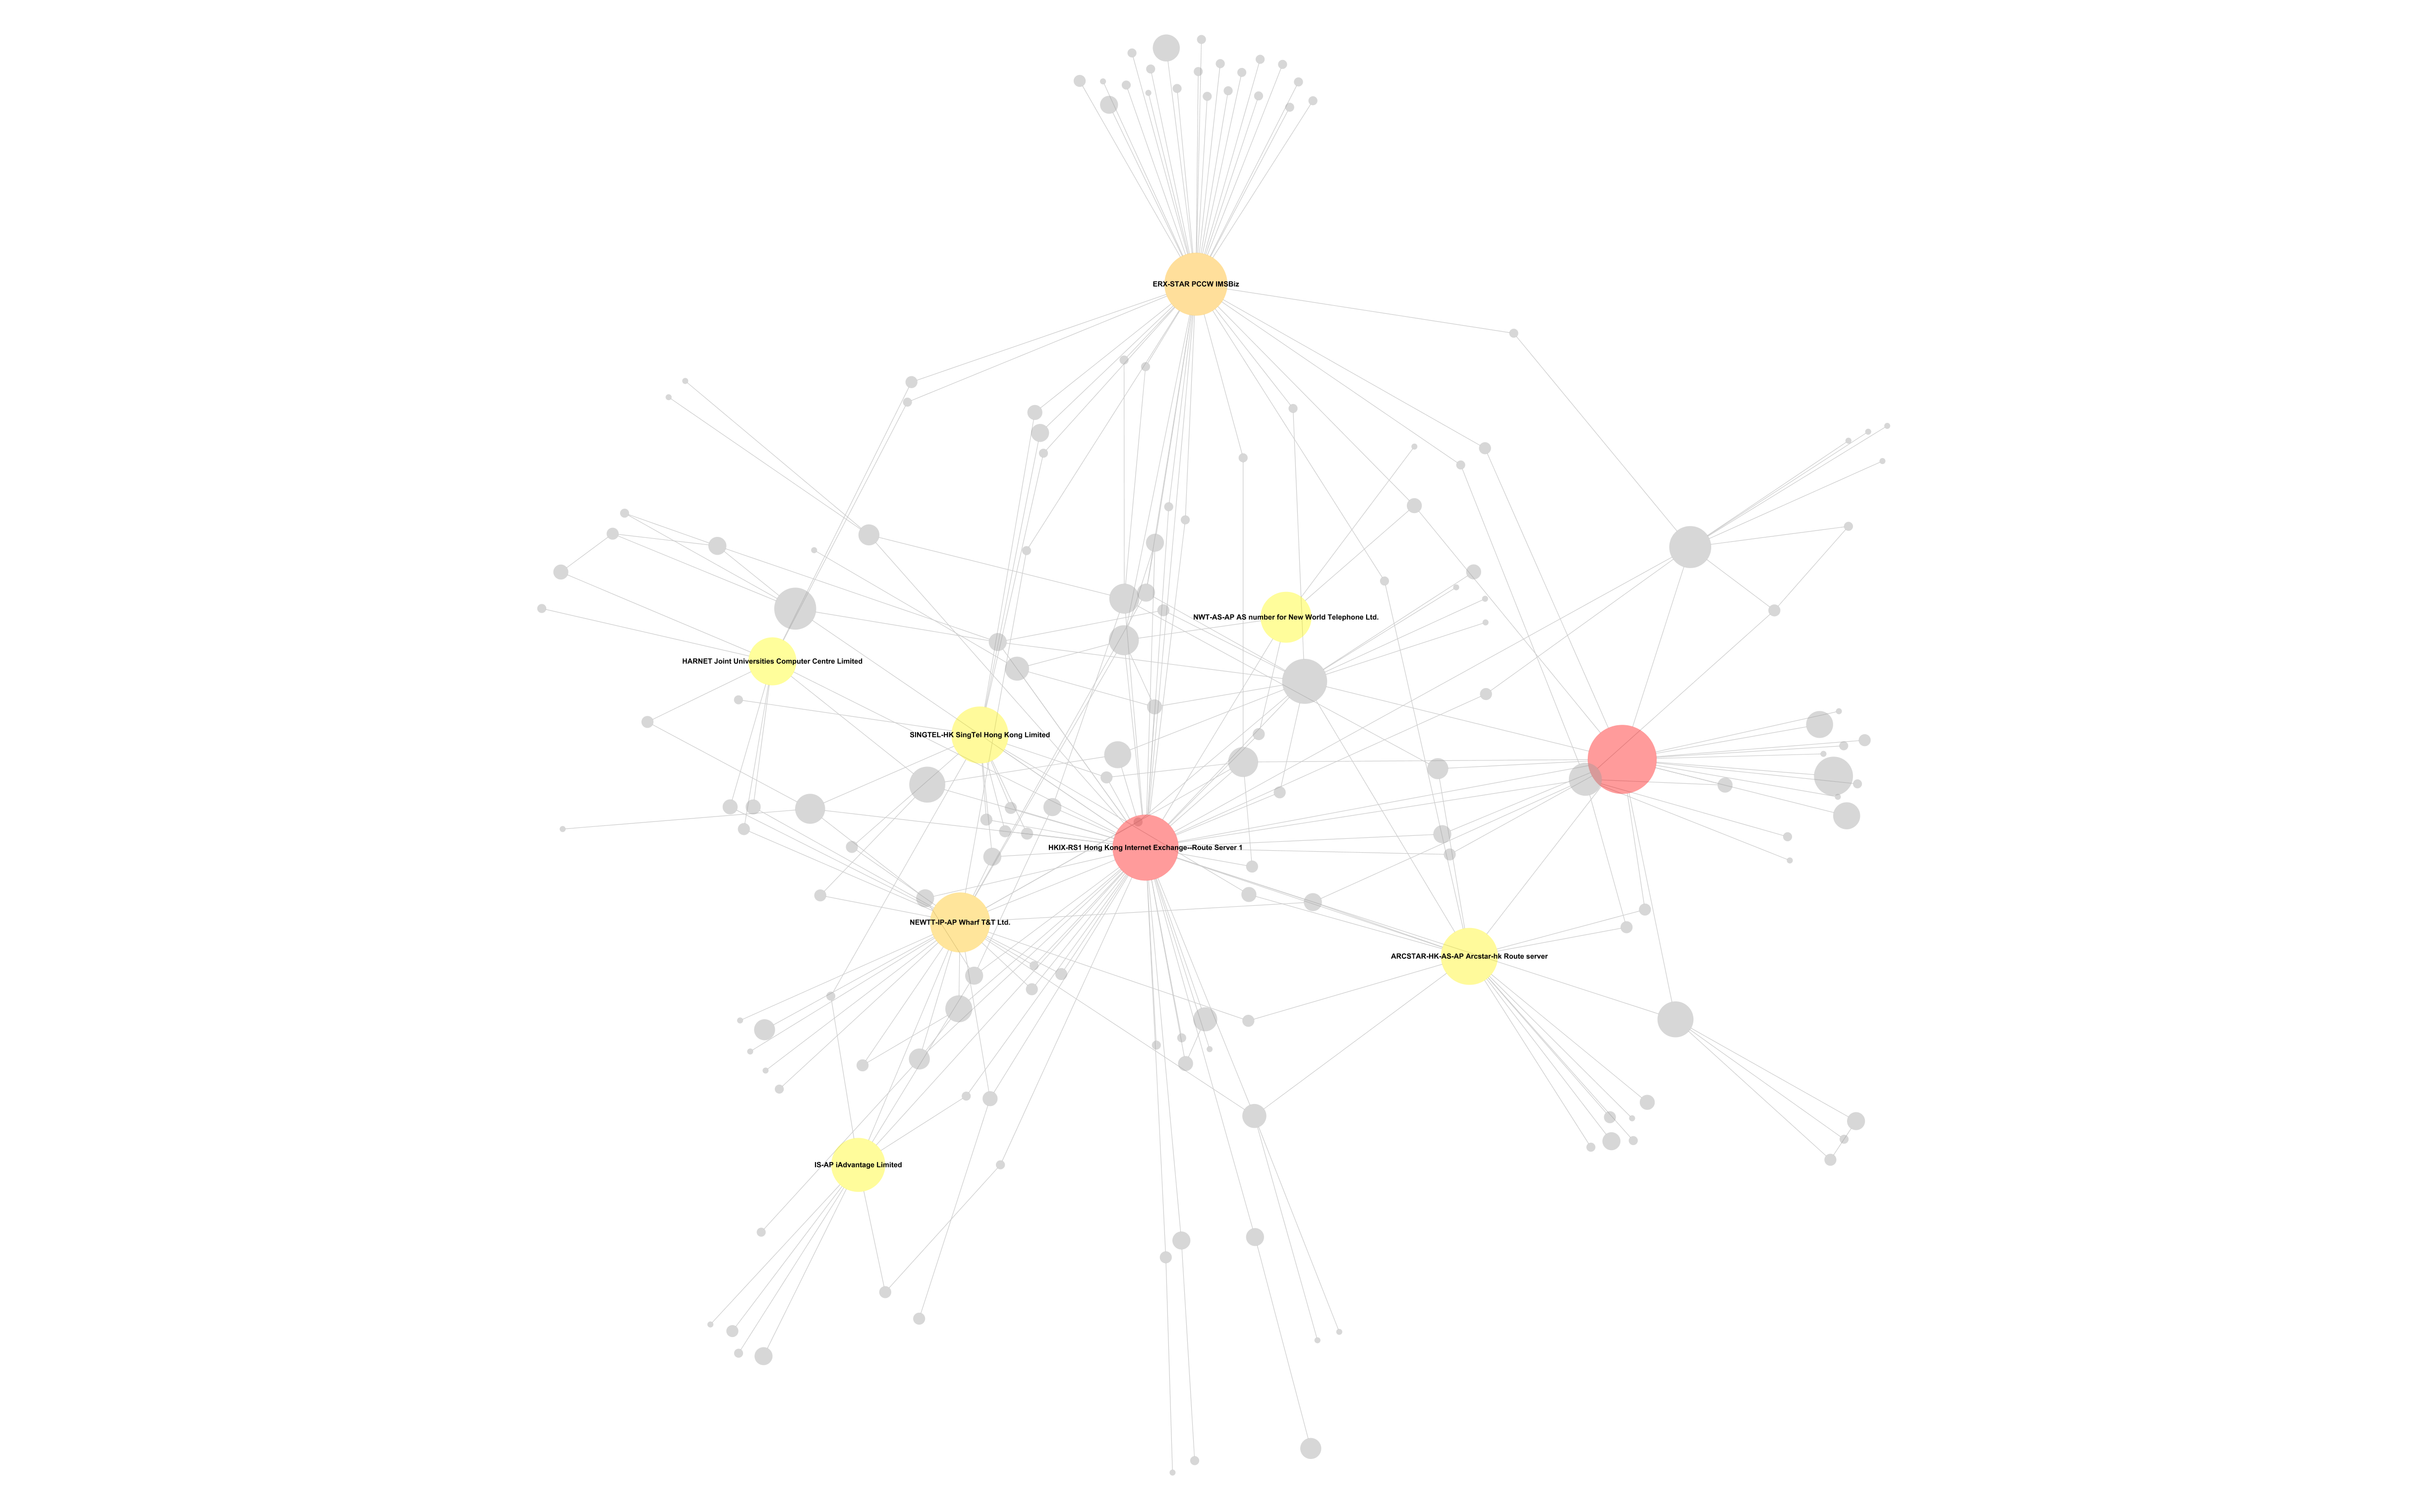 ERX-STAR PCCW IMSBiz
NWT-AS-AP AS number for New World Telephone Ltd.
HARNET Joint Universities Computer Centre Limited
SINGTEL-HK SingTel Hong Kong Limited
HKIX-RS1 Hong Kong Internet Exchange--Route Server 1
NEWTT-IP-AP Wharf T&T Ltd.
ARCSTAR-HK-AS-AP Arcstar-hk Route server
IS-AP iAdvantage Limited